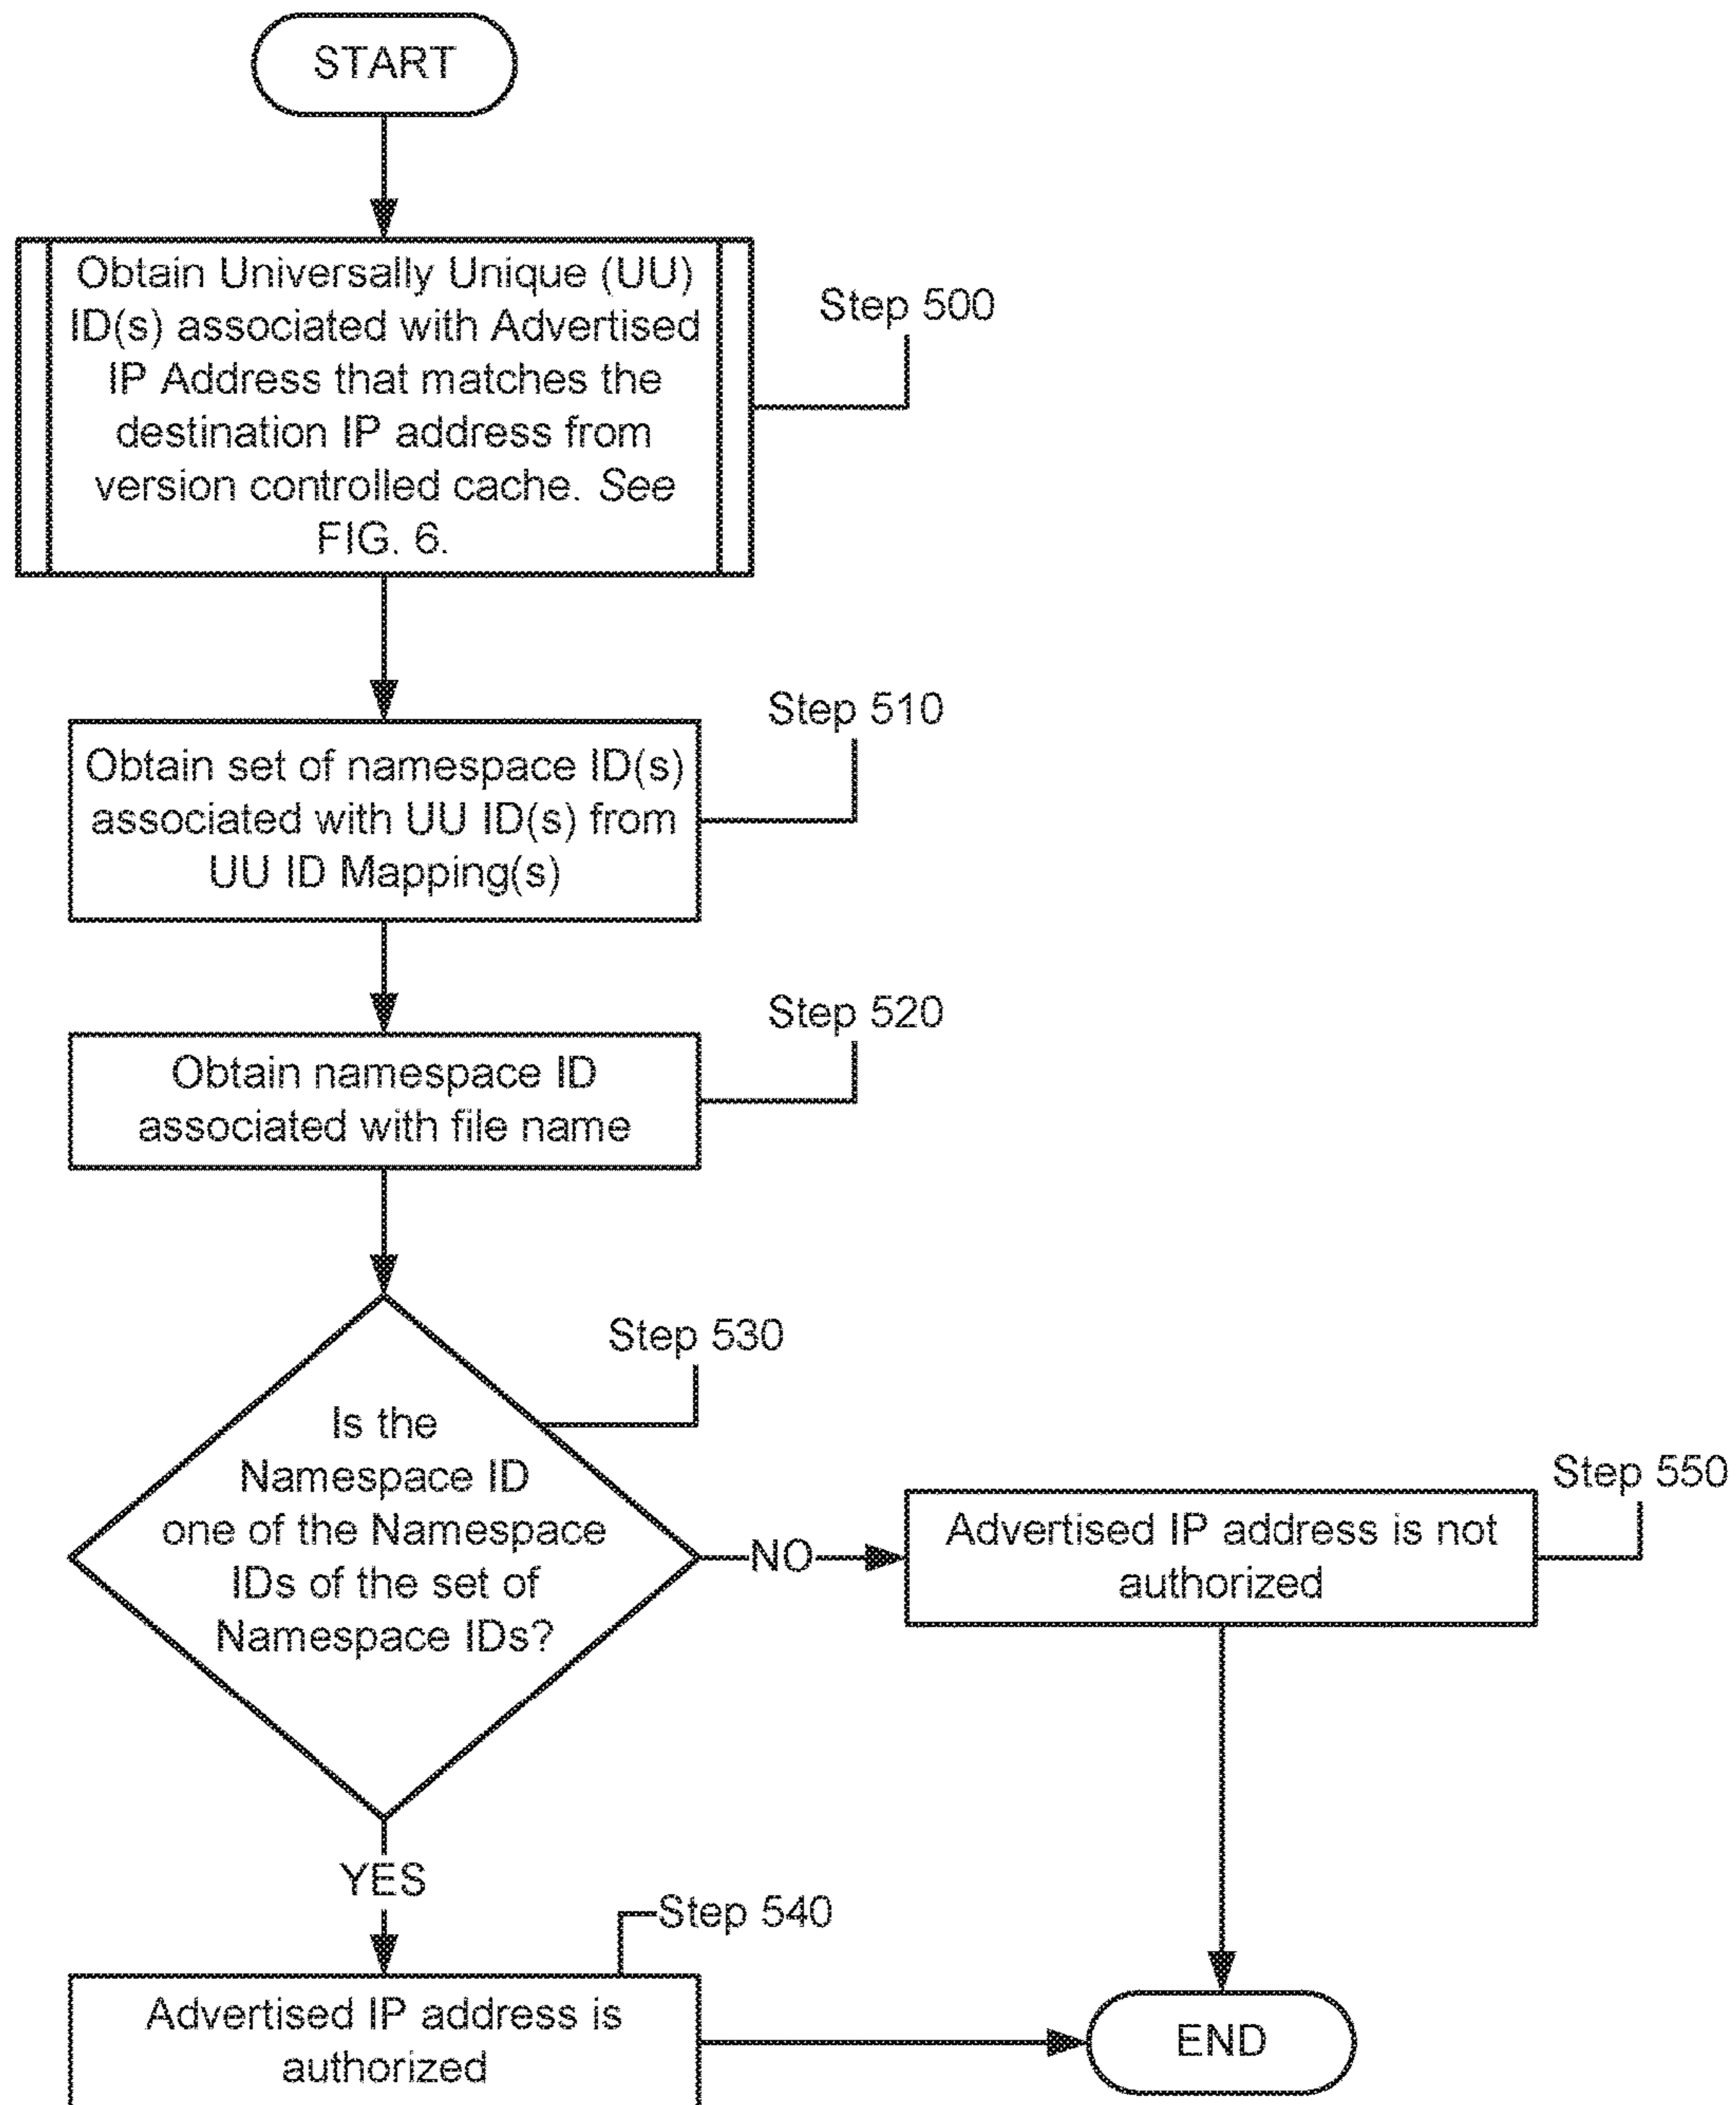 START
Obtain Universally Unique (UU)
ID(s) associated with Advertised
IP Address that matches the
destination IP address from
version controlled cache. See
FIG. 6.
Step 500
Step 510
Obtain set of namespace ID(s)
associated with UU ID(s) from
UU ID Mapping(s)
Step 520
Obtain namespace ID
associated with file name
Step 530
Is the
Namespace ID
one of the Namespace
IDs of the set of
Namespace IDs?
NO
Step 550
Advertised IP address is not
authorized
YES
Step 540
Advertised IP address is
authorized
END